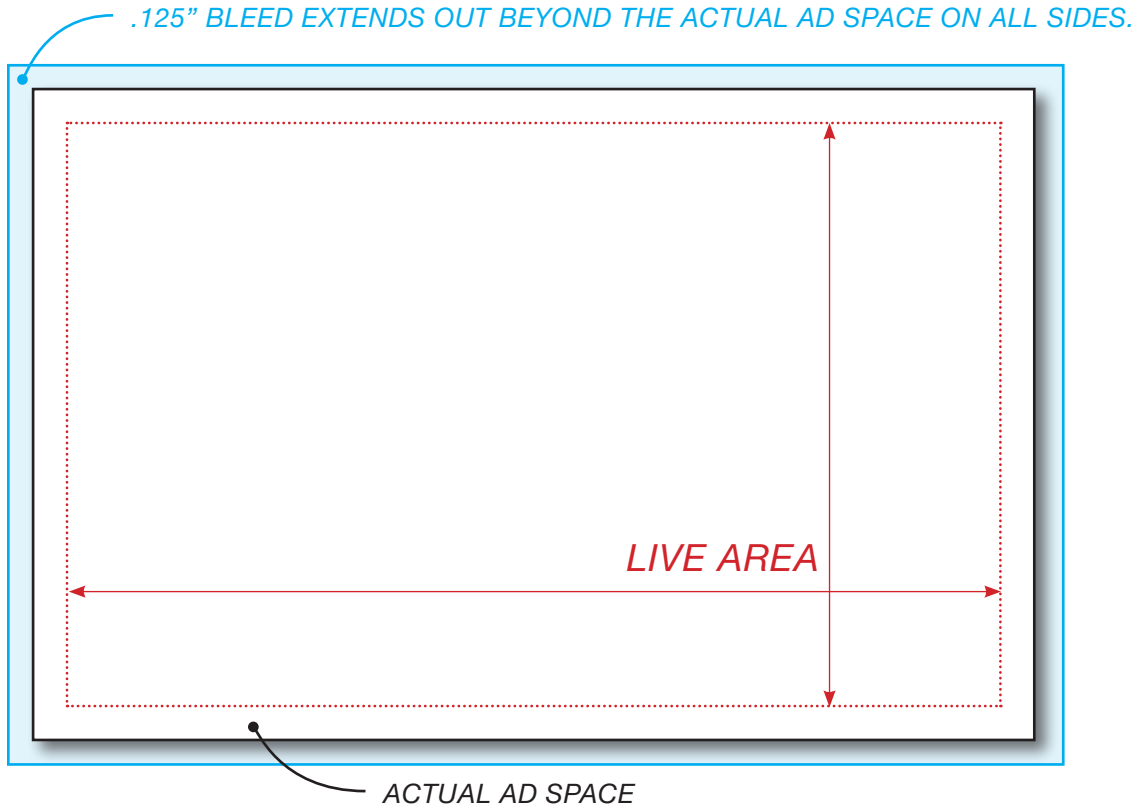 .125” BLEED EXTENDS OUT BEYOND THE ACTUAL AD SPACE ON ALL SIDES.
LIVE AREA
ACTUAL AD SPACE